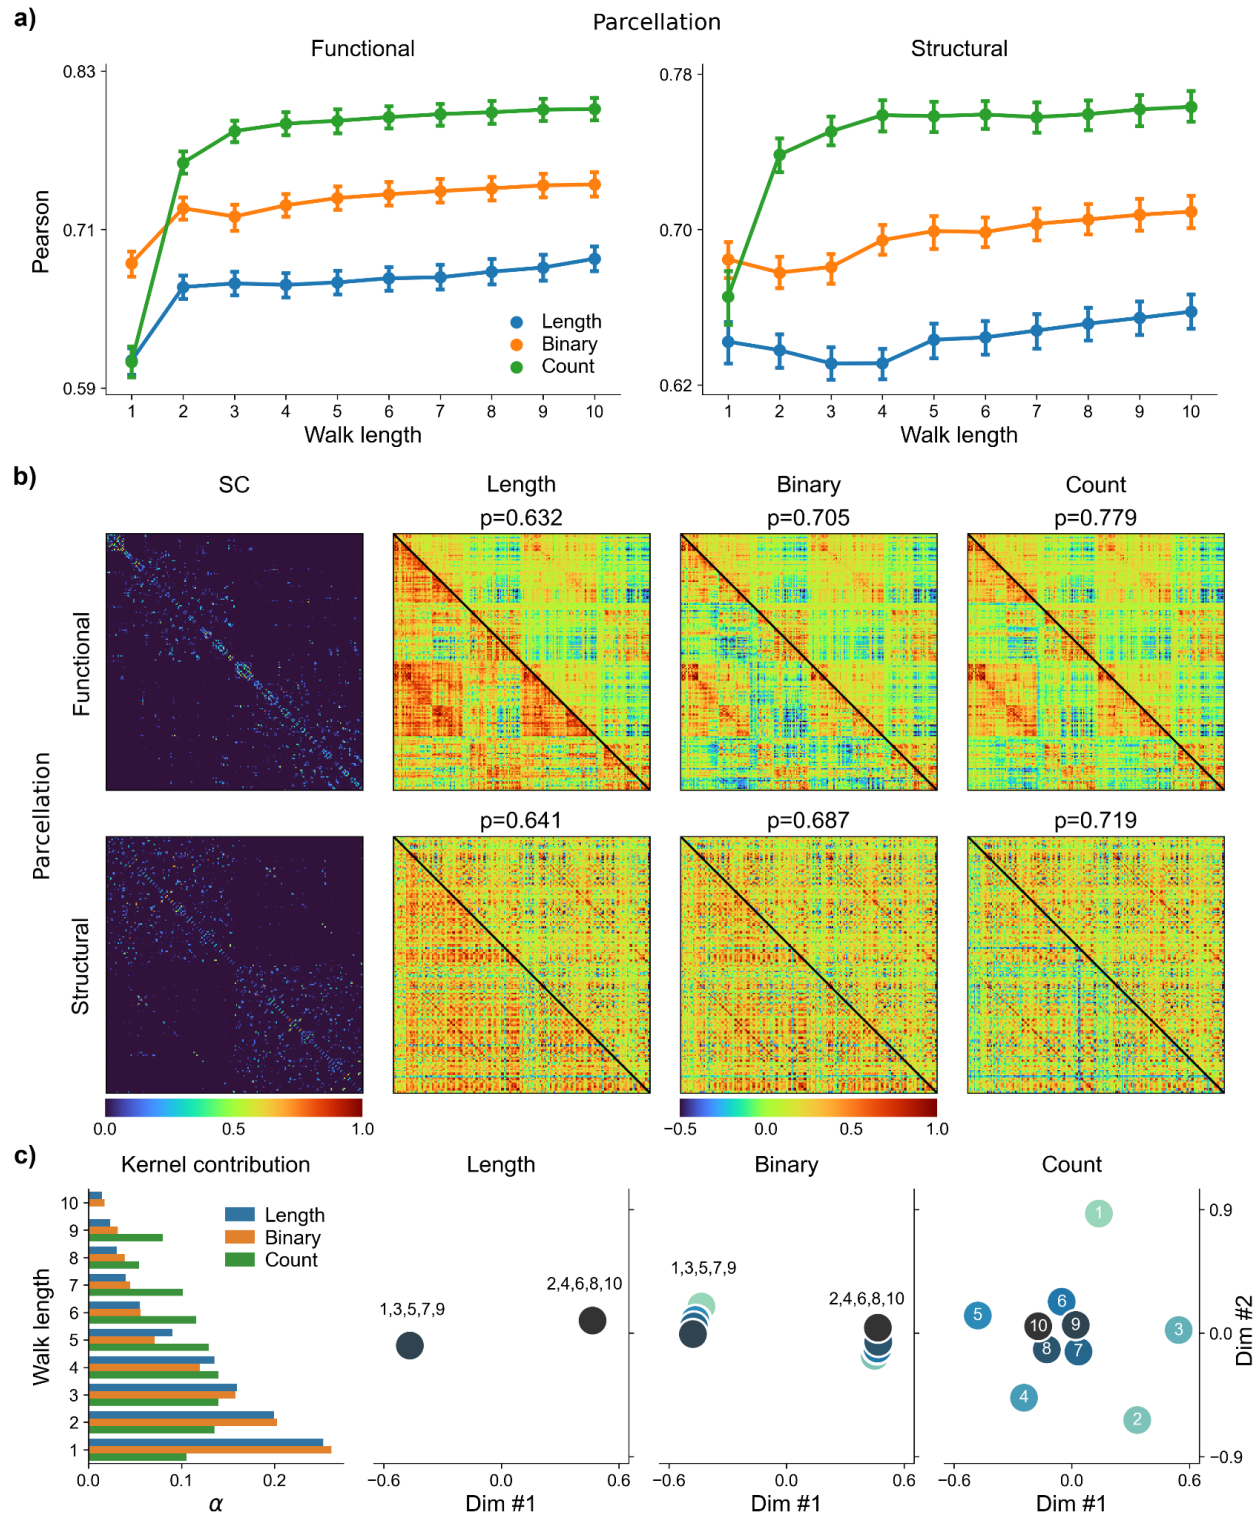 a)
Parcellation
Functional
Structural
0.83
0.71
0.59
Pearson
1 2 3 4 5 6 7 8 9 10
Walk length
Length
Binary
Count
0.78
0.70
0.62
1 2 3 4 5 6 7 8 9 10
Walk length
b)
SC
Length
Binary
Count
p=0.632
p=0.705
p=0.779
Parcellation
Functional
p=0.641
p=0.687
p=0.719
Structural
0.0 0.5 1.0
−0.5 0.0 0.5 1.0
c)
Kernel contribution
Length
Binary
Count
Walk length
10
9
8
7
6
5
4
3
2
1
Length
Binary
Count
0.0 0.1 0.2
α
1,3,5,7,9
2,4,6,8,10
−0.6 0.0 0.6
Dim #1
1,3,5,7,9
2,4,6,8,10
−0.6 0.0 0.6
Dim #1
1
6
5
10
9
3
8
7
4
2
−0.6 0.0 0.6
Dim #1
0.9
0.0
−0.9
Dim #2